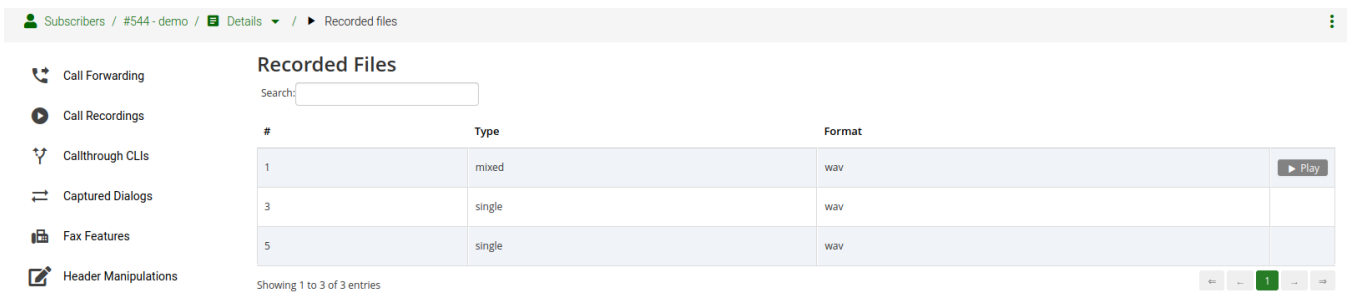 Subscribers / #544 - demo / Details / Recorded files
Call Forwarding
Call Recordings
Callthrough CLIs
Captured Dialogs
Fax Features
Header Manipulations
Recorded Files
Search:
# Type Format
1 mixed wav Play
3 single wav
5 single wav
Showing 1 to 3 of 3 entries
⇐ ← 1 → ⇒